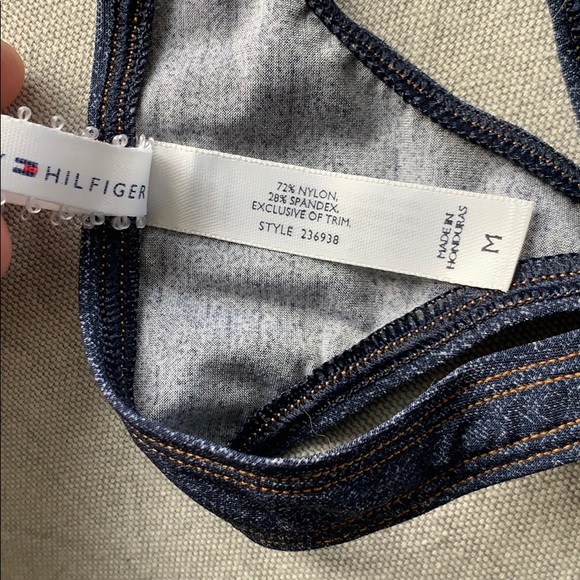 Y HILFIGER
72% NYLON,
28% SPANDEX,
EXCLUSIVE OF TRIM.
STYLE 236938
MADE IN
HONDURAS
M